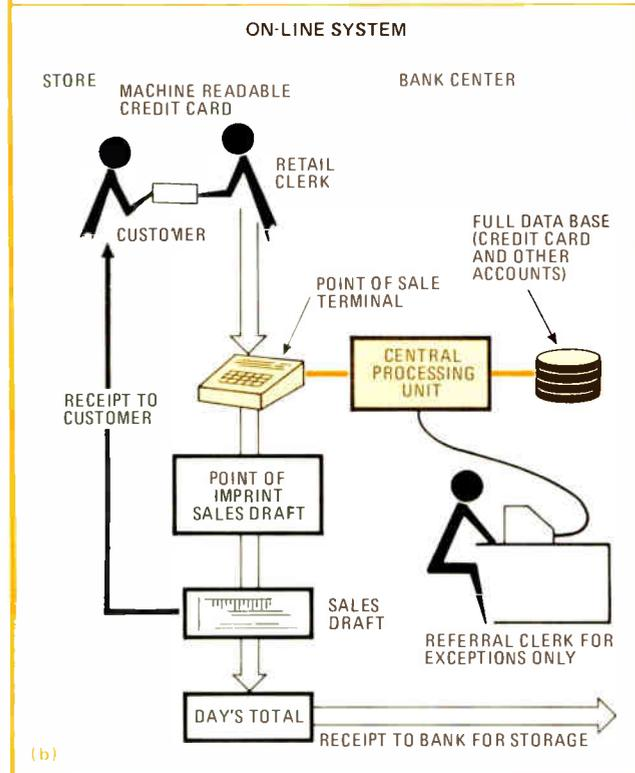 ON-LINE SYSTEM
STORE
BANK CENTER
MACHINE READABLE
CREDIT CARD
RETAIL
CLERK
CUSTOMER
FULL DATA BASE
(CREDIT CARD
AND OTHER
ACCOUNTS)
POINT OF SALE
TERMINAL
CENTRAL
PROCESSING
UNIT
RECEIPT TO
CUSTOMER
POINT OF
IMPRINT
SALES DRAFT
SALES
DRAFT
REFERRAL CLERK FOR
EXCEPTIONS ONLY
DAY'S TOTAL
RECEIPT TO BANK FOR STORAGE
(b)